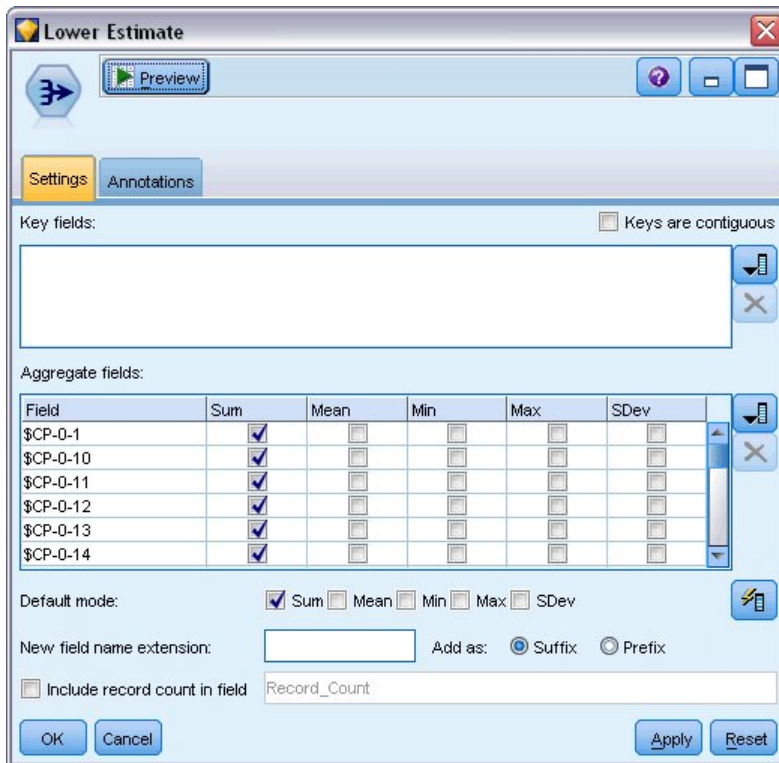 Lower Estimate
Preview
Settings Annotations
Key fields: Keys are contiguous
Aggregate fields:
Field Sum Mean Min Max SDev
$CP-0-1
$CP-0-10
$CP-0-11
$CP-0-12
$CP-0-13
$CP-0-14
Default mode: Sum Mean Min Max SDev
New field name extension: Add as: Suffix Prefix
Include record count in field Record_Count
OK Cancel Apply Reset